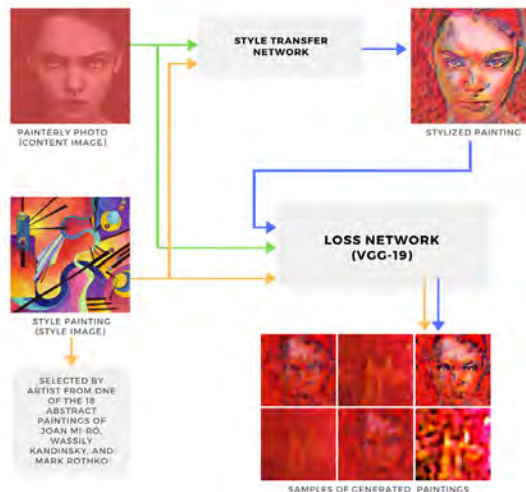 STYLE TRANSFER
NETWORK
PAINTERLY PHOTO
(CONTENT IMAGE)
STYLIZED PAINTING
LOSS NETWORK
(VGG-19)
STYLE PAINTING
(STYLE IMAGE)
SELECTED BY
ARTIST FROM ONE
OF THE 18
ABSTRACT
PAINTINGS OF
JOAN MI-RÓ,
WASSILY
KANDINSKY, AND
MARK ROTHKO
SAMPLES OF GENERATED PAINTINGS